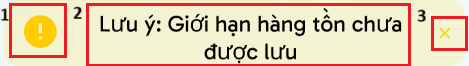 1 ! 2 Lưu ý: Giới hạn hàng tồn chưa 3 ×
được lưu